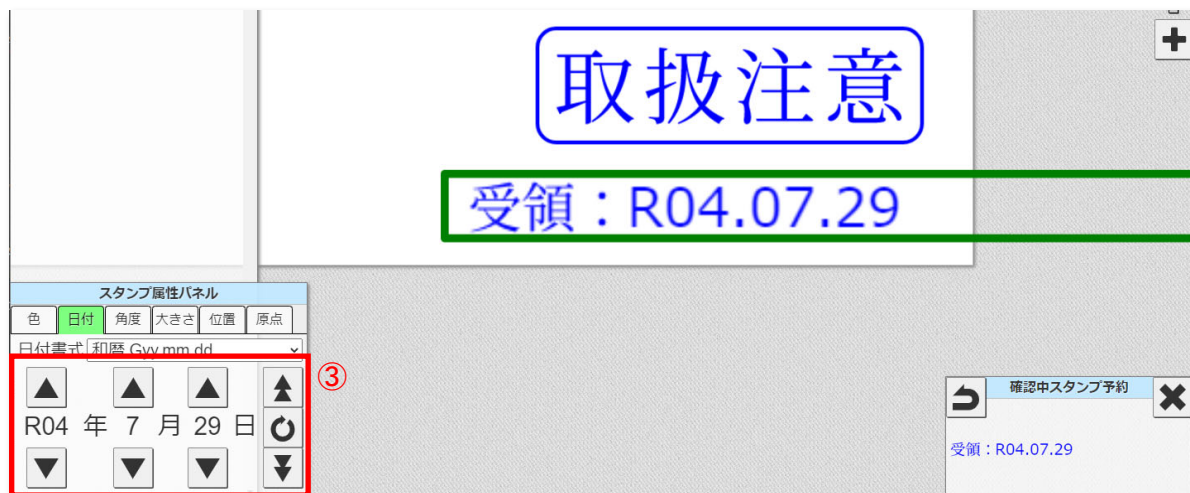 取扱注意
受領：R04.07.29
スタンプ属性パネル
色 日付 角度 大きさ 位置 原点
日付書式 和暦 Gyy.mm.dd
③
R04 年 7 月 29 日
確認中スタンプ予約
受領：R04.07.29